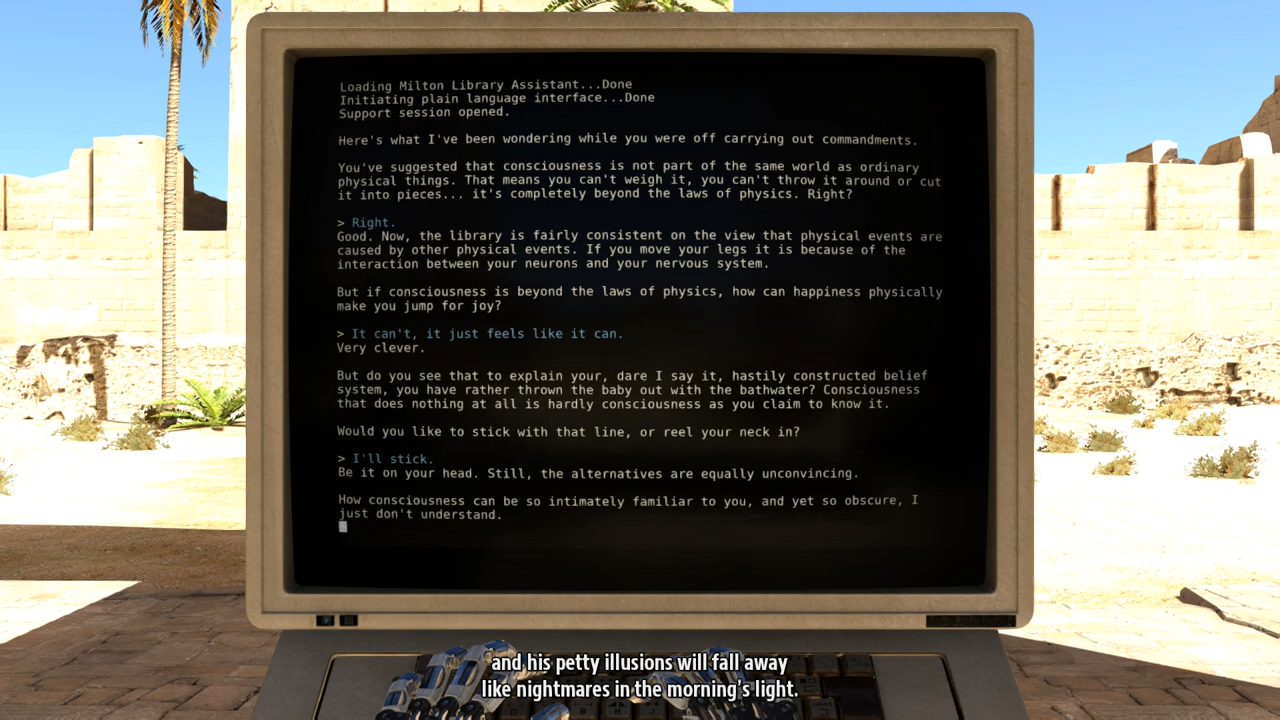 Loading Milton Library Assistant...Done
Initiating plain language interface...Done
Support session opened.
Here's what I've been wondering while you were off carrying out commandments.
You've suggested that consciousness is not part of the same world as ordinary
physical things. That means you can't weigh it, you can't throw it around or cut
it into pieces... it's completely beyond the laws of physics. Right?
> Right.
Good. Now, the library is fairly consistent on the view that physical events are
caused by other physical events. If you move your legs it is because of the
interaction between your neurons and your nervous system.
But if consciousness is beyond the laws of physics, how can happiness physically
make you jump for joy?
> It can't, it just feels like it can.
Very clever.
But do you see that to explain your, dare I say it, hastily constructed belief
system, you have rather thrown the baby out with the bathwater? Consciousness
that does nothing at all is hardly consciousness as you claim to know it.
Would you like to stick with that line, or reel your neck in?
> I'll stick.
Be it on your head. Still, the alternatives are equally unconvincing.
How consciousness can be so intimately familiar to you, and yet so obscure, I
just don't understand.
and his petty illusions will fall away
like nightmares in the morning's light.